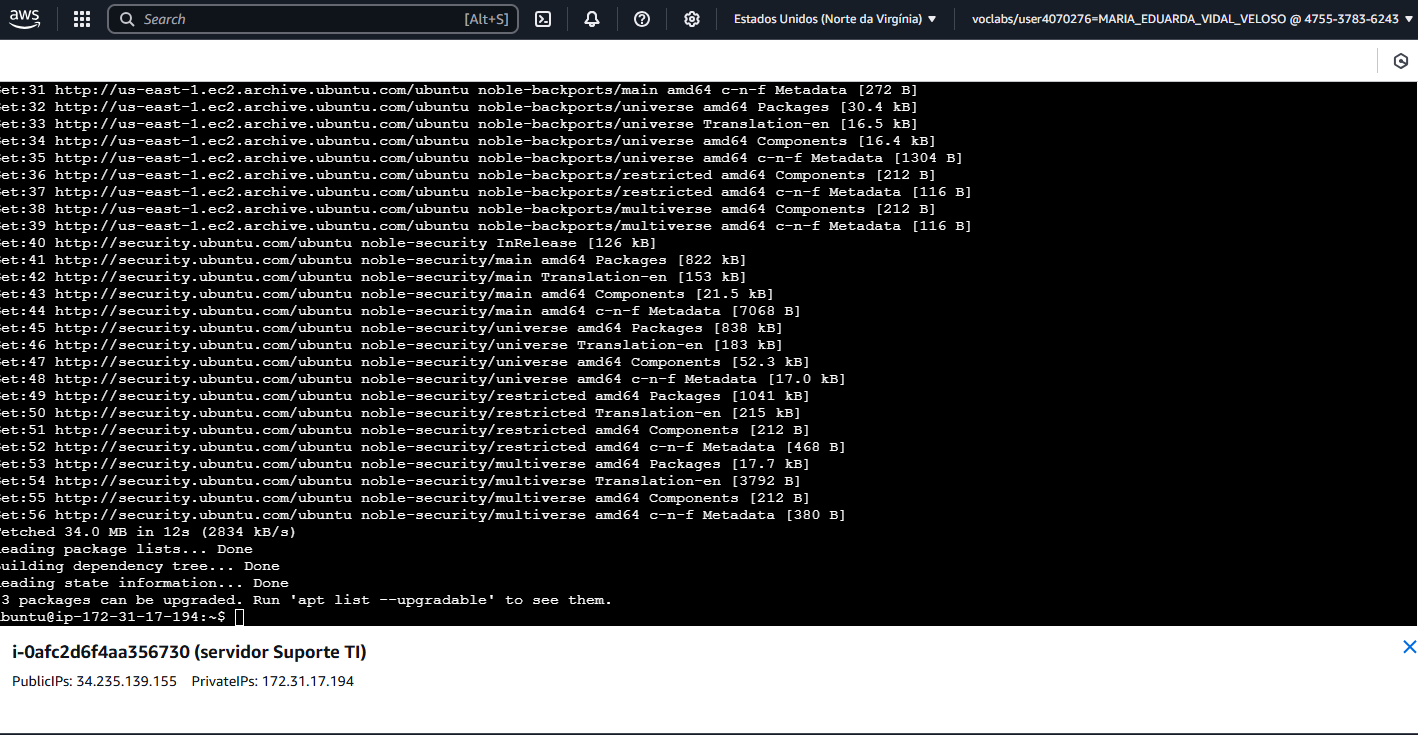 aws
Search [Alt+S] Estados Unidos (Norte da Virgínia) voclabs/user4070276=MARIA_EDUARDA_VIDAL_VELOSO @ 4755-3783-6243
et:31 http://us-east-1.ec2.archive.ubuntu.com/ubuntu noble-backports/main amd64 c-n-f Metadata [272 B]
et:32 http://us-east-1.ec2.archive.ubuntu.com/ubuntu noble-backports/universe amd64 Packages [30.4 kB]
et:33 http://us-east-1.ec2.archive.ubuntu.com/ubuntu noble-backports/universe Translation-en [16.5 kB]
et:34 http://us-east-1.ec2.archive.ubuntu.com/ubuntu noble-backports/universe amd64 Components [16.4 kB]
et:35 http://us-east-1.ec2.archive.ubuntu.com/ubuntu noble-backports/universe amd64 c-n-f Metadata [1304 B]
et:36 http://us-east-1.ec2.archive.ubuntu.com/ubuntu noble-backports/restricted amd64 Components [212 B]
et:37 http://us-east-1.ec2.archive.ubuntu.com/ubuntu noble-backports/restricted amd64 c-n-f Metadata [116 B]
et:38 http://us-east-1.ec2.archive.ubuntu.com/ubuntu noble-backports/multiverse amd64 Components [212 B]
et:39 http://us-east-1.ec2.archive.ubuntu.com/ubuntu noble-backports/multiverse amd64 c-n-f Metadata [116 B]
et:40 http://security.ubuntu.com/ubuntu noble-security InRelease [126 kB]
et:41 http://security.ubuntu.com/ubuntu noble-security/main amd64 Packages [822 kB]
et:42 http://security.ubuntu.com/ubuntu noble-security/main Translation-en [153 kB]
et:43 http://security.ubuntu.com/ubuntu noble-security/main amd64 Components [21.5 kB]
et:44 http://security.ubuntu.com/ubuntu noble-security/main amd64 c-n-f Metadata [7068 B]
et:45 http://security.ubuntu.com/ubuntu noble-security/universe amd64 Packages [838 kB]
et:46 http://security.ubuntu.com/ubuntu noble-security/universe Translation-en [183 kB]
et:47 http://security.ubuntu.com/ubuntu noble-security/universe amd64 Components [52.3 kB]
et:48 http://security.ubuntu.com/ubuntu noble-security/universe amd64 c-n-f Metadata [17.0 kB]
et:49 http://security.ubuntu.com/ubuntu noble-security/restricted amd64 Packages [1041 kB]
et:50 http://security.ubuntu.com/ubuntu noble-security/restricted Translation-en [215 kB]
et:51 http://security.ubuntu.com/ubuntu noble-security/restricted amd64 Components [212 B]
et:52 http://security.ubuntu.com/ubuntu noble-security/restricted amd64 c-n-f Metadata [468 B]
et:53 http://security.ubuntu.com/ubuntu noble-security/multiverse amd64 Packages [17.7 kB]
et:54 http://security.ubuntu.com/ubuntu noble-security/multiverse Translation-en [3792 B]
et:55 http://security.ubuntu.com/ubuntu noble-security/multiverse amd64 Components [212 B]
et:56 http://security.ubuntu.com/ubuntu noble-security/multiverse amd64 c-n-f Metadata [380 B]
etched 34.0 MB in 12s (2834 kB/s)
eading package lists... Done
uilding dependency tree... Done
eading state information... Done
3 packages can be upgraded. Run 'apt list --upgradable' to see them.
buntu@ip-172-31-17-194:~$
i-0afc2d6f4aa356730 (servidor Suporte TI)
PublicIPs: 34.235.139.155 PrivateIPs: 172.31.17.194